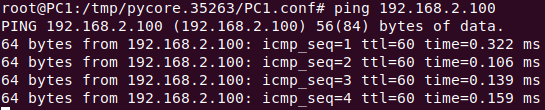 root@PC1:/tmp/pycore.35263/PC1.conf# ping 192.168.2.100
PING 192.168.2.100 (192.168.2.100) 56(84) bytes of data.
64 bytes from 192.168.2.100: icmp_seq=1 ttl=60 time=0.322 ms
64 bytes from 192.168.2.100: icmp_seq=2 ttl=60 time=0.106 ms
64 bytes from 192.168.2.100: icmp_seq=3 ttl=60 time=0.139 ms
64 bytes from 192.168.2.100: icmp_seq=4 ttl=60 time=0.159 ms